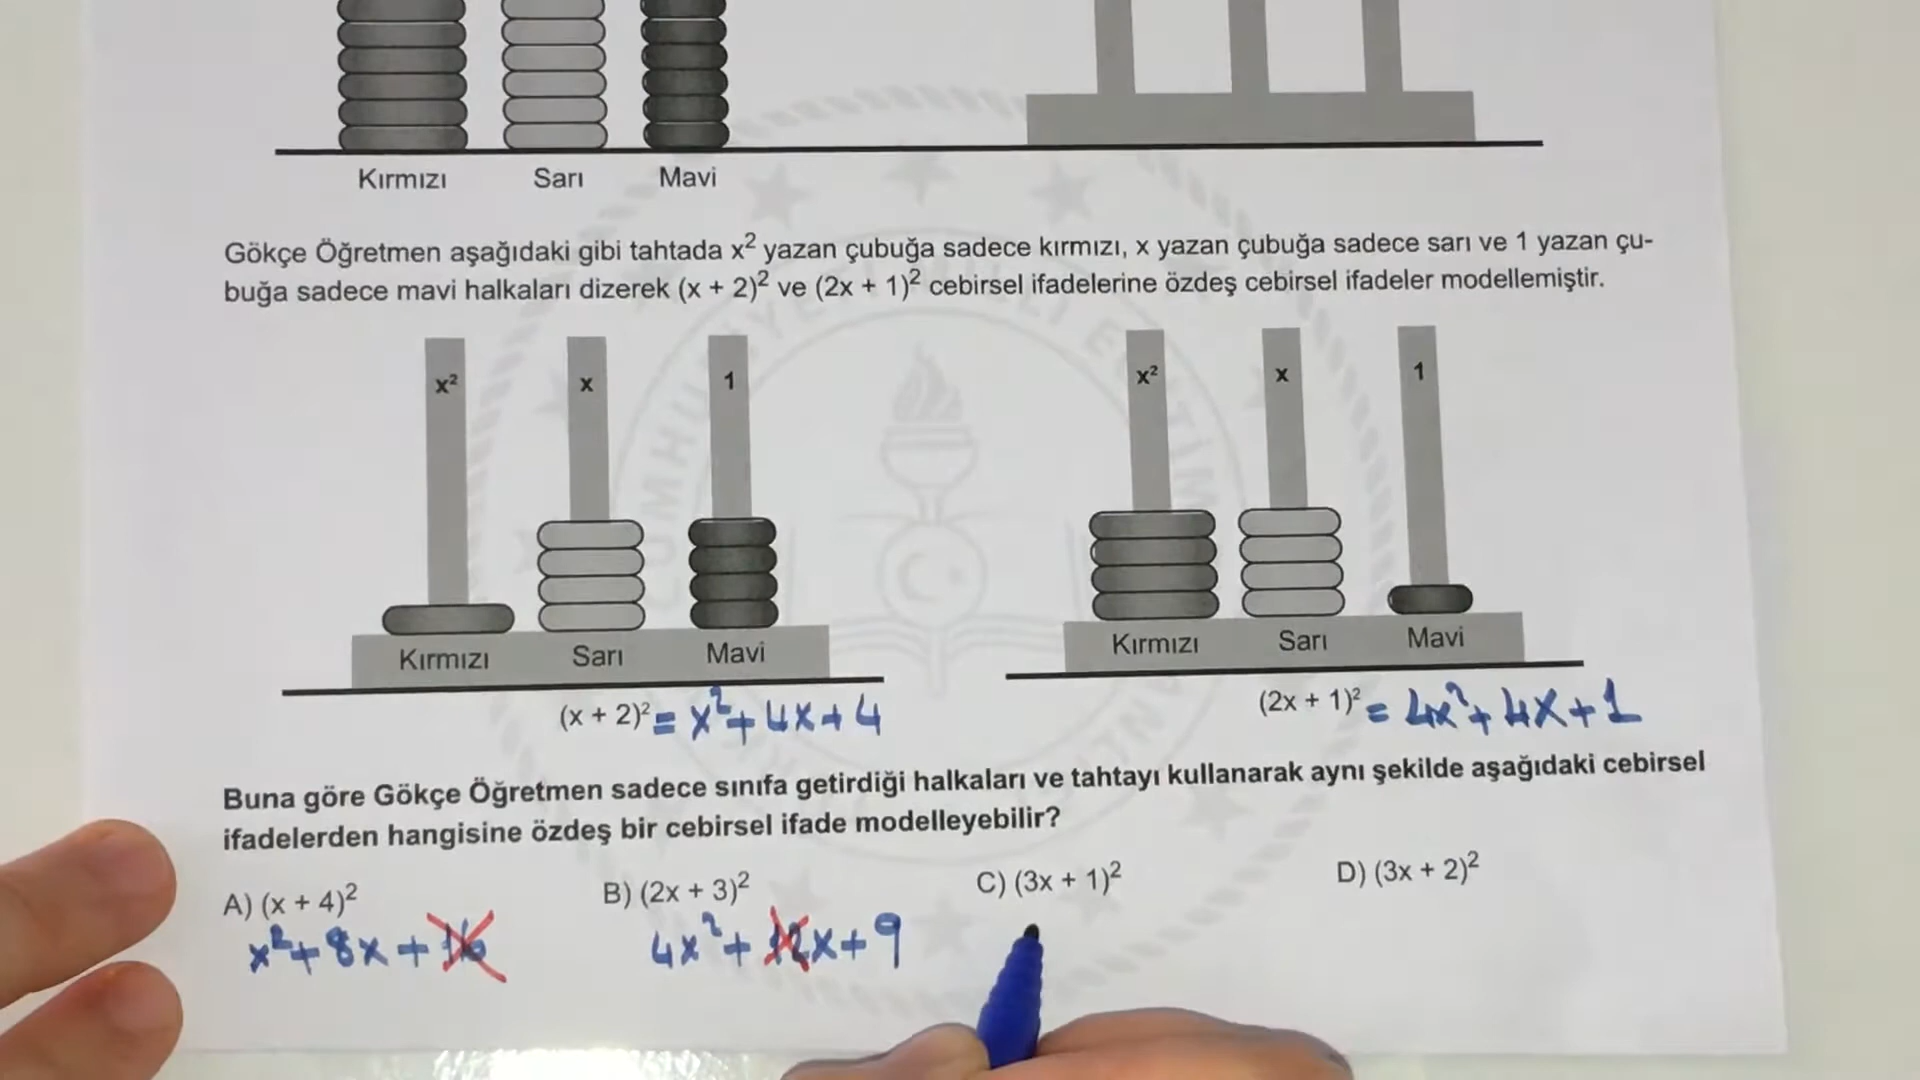 Kırmızı Sarı Mavi
Gökçe Öğretmen aşağıdaki gibi tahtada x² yazan çubuğa sadece kırmızı, x yazan çubuğa sadece sarı ve 1 yazan çu-
buğa sadece mavi halkaları dizerek (x + 2)² ve (2x + 1)² cebirsel ifadelerine özdeş cebirsel ifadeler modellemiştir.
x² x 1 x² x 1
Kırmızı Sarı Mavi Kırmızı Sarı Mavi
(x + 2)² = x² + 4x + 4 (2x + 1)² = 4x² + 4x + 1
Buna göre Gökçe Öğretmen sadece sınıfa getirdiği halkaları ve tahtayı kullanarak aynı şekilde aşağıdaki cebirsel
ifadelerden hangisine özdeş bir cebirsel ifade modelleyebilir?
A) (x + 4)² B) (2x + 3)² C) (3x + 1)² D) (3x + 2)²
x² + 8x + 16 4x² + 12x + 9